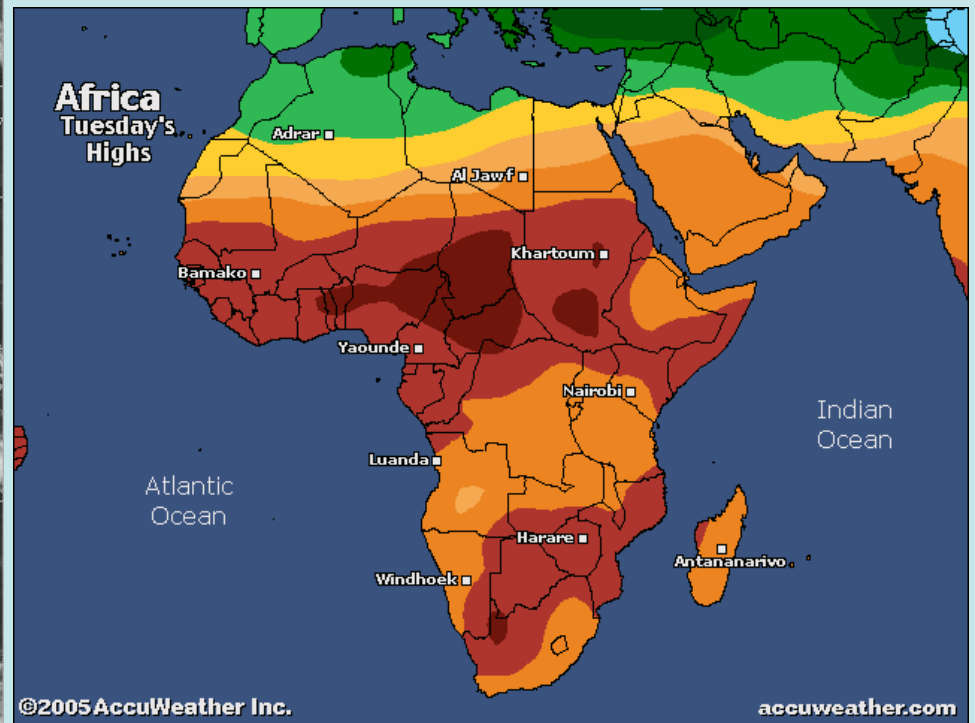 Africa
Tuesday's
Highs
Adrar
Al Jawf
Khartoum
Bamako
Yaounde
Nairobi
Indian
Ocean
Luanda
Atlantic
Ocean
Harare
Antananarivo
Windhoek
©2005 AccuWeather Inc.
accuweather.com